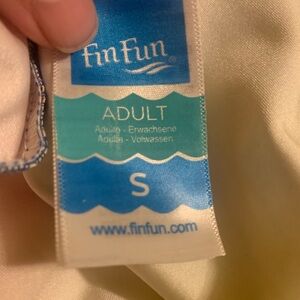 FinFun®
ADULT
Adulto - Erwachsene
Adulte - Volwassen
S
www.finfun.com